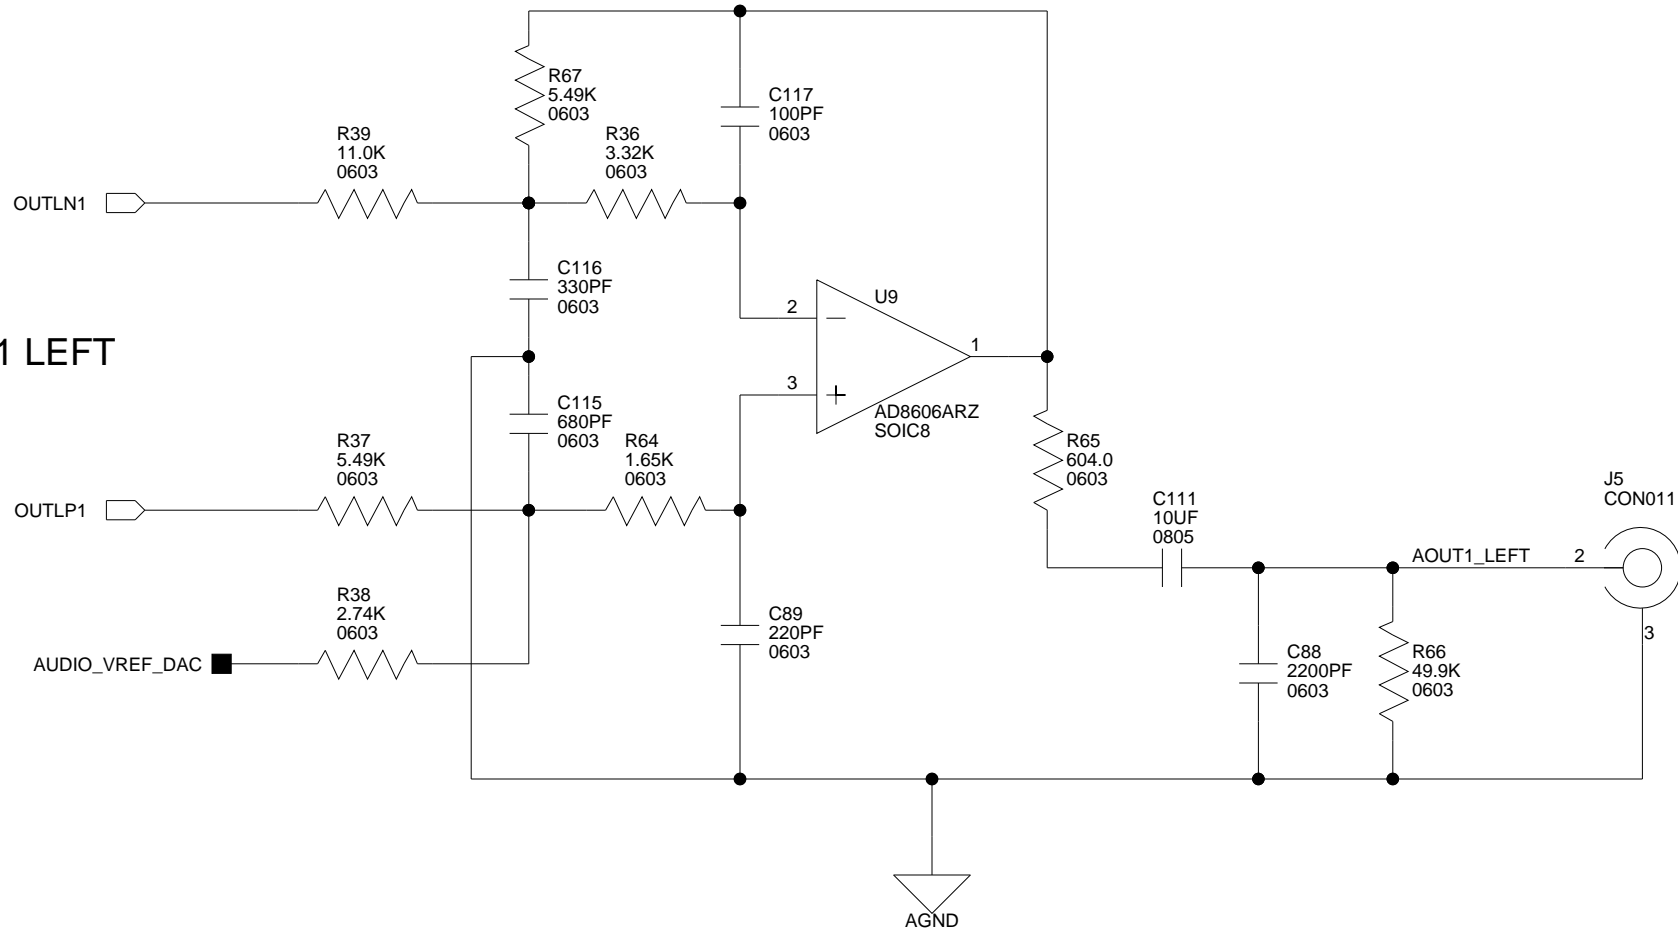 R67
5.49K
0603
C117
100PF
0603
R39
11.0K
0603
R36
3.32K
0603
OUTLN1
C116
330PF
0603
U9
2
1 LEFT
1
3
C115
680PF
0603
AD8606ARZ
SOIC8
R37
5.49K
0603
R64
1.65K
0603
R65
604.0
0603
J5
CON011
C111
10UF
0805
OUTLP1
AOUT1_LEFT
2
R38
2.74K
0603
C89
220PF
0603
3
AUDIO_VREF_DAC
C88
2200PF
0603
R66
49.9K
0603
AGND